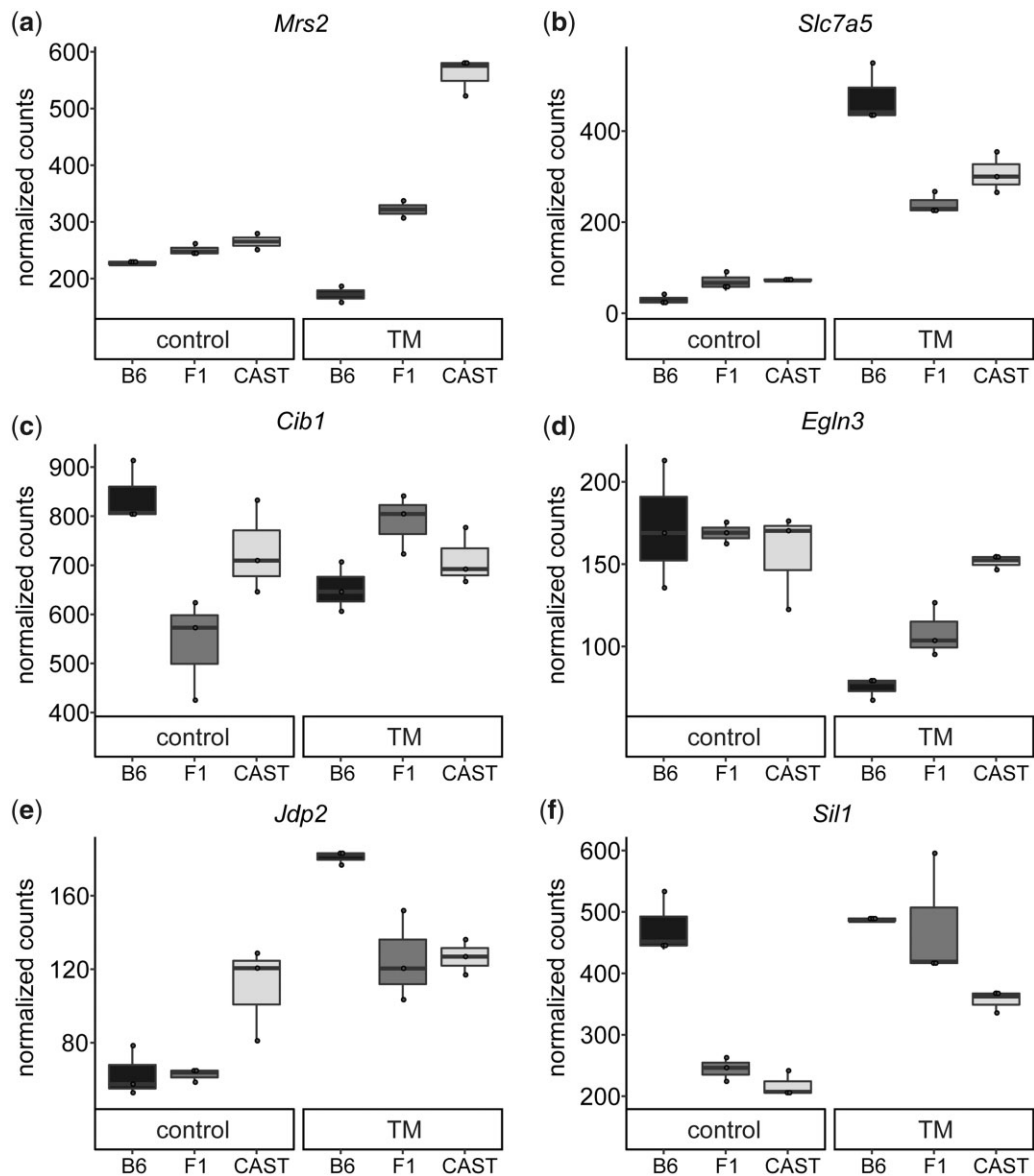 (a) Mrs2
normalized counts
600
500
400
300
200
control TM
B6 F1 CAST B6 F1 CAST
(b) Slc7a5
normalized counts
400
200
0
control TM
B6 F1 CAST B6 F1 CAST
(c) Cib1
normalized counts
900
800
700
600
500
400
control TM
B6 F1 CAST B6 F1 CAST
(d) Egln3
normalized counts
200
150
100
control TM
B6 F1 CAST B6 F1 CAST
(e) Jdp2
normalized counts
160
120
80
control TM
B6 F1 CAST B6 F1 CAST
(f) Sil1
normalized counts
600
500
400
300
200
control TM
B6 F1 CAST B6 F1 CAST